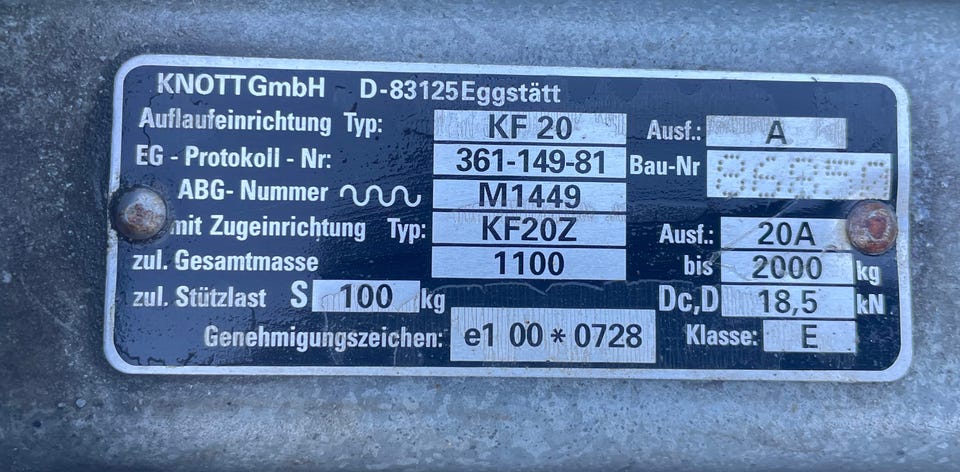 KNOTT GmbH D-83125 Eggstätt
Auflaufeinrichtung Typ: KF 20 Ausf.: A
EG - Protokoll - Nr: 361-149-81 Bau-Nr
ABG- Nummer M1449
mit Zugeinrichtung Typ: KF20Z Ausf.: 20A
zul. Gesamtmasse 1100 bis 2000 kg
zul. Stützlast S 100 kg Dc,D 18,5 kN
Genehmigungszeichen: e1 00 * 0728 Klasse: E